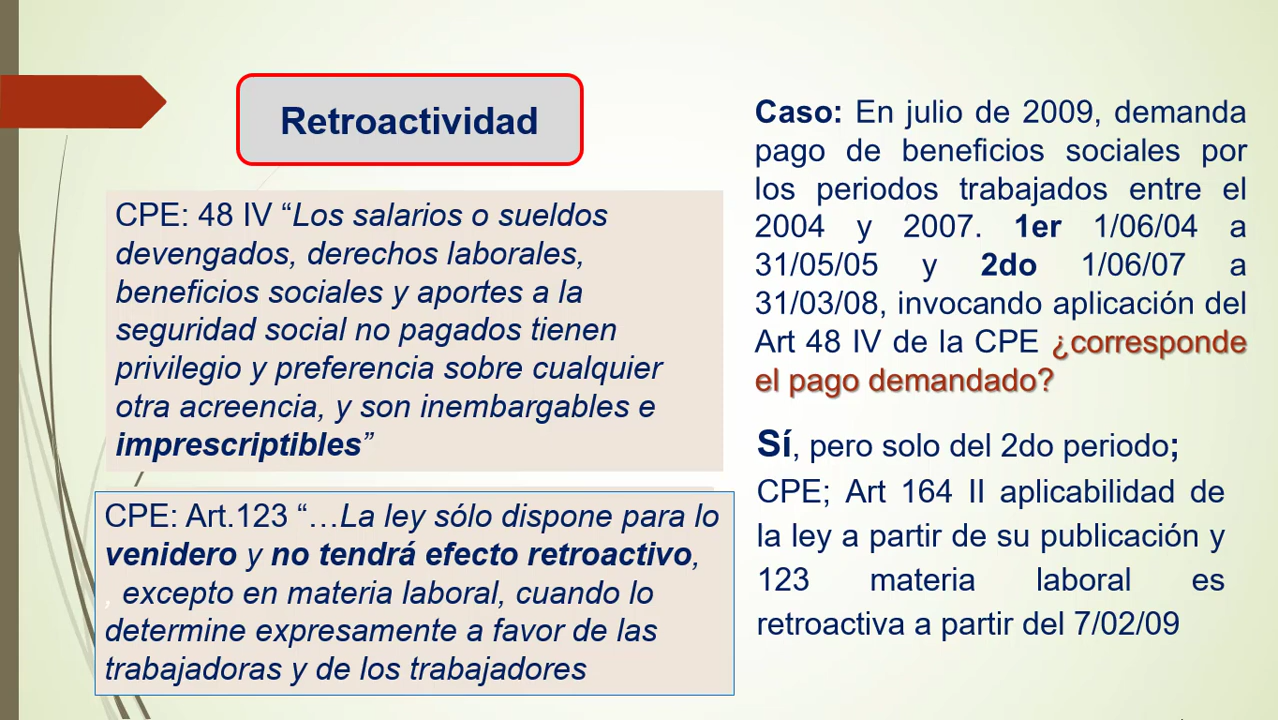 Retroactividad
CPE: 48 IV “Los salarios o sueldos
devengados, derechos laborales,
beneficios sociales y aportes a la
seguridad social no pagados tienen
privilegio y preferencia sobre cualquier
otra acreencia, y son inembargables e
imprescriptibles”
CPE: Art.123 “…La ley sólo dispone para lo
venidero y no tendrá efecto retroactivo,
, excepto en materia laboral, cuando lo
determine expresamente a favor de las
trabajadoras y de los trabajadores
Caso: En julio de 2009, demanda
pago de beneficios sociales por
los periodos trabajados entre el
2004 y 2007. 1er 1/06/04 a
31/05/05 y 2do 1/06/07 a
31/03/08, invocando aplicación del
Art 48 IV de la CPE ¿corresponde
el pago demandado?
Sí, pero solo del 2do periodo;
CPE; Art 164 II aplicabilidad de
la ley a partir de su publicación y
123 materia laboral es
retroactiva a partir del 7/02/09